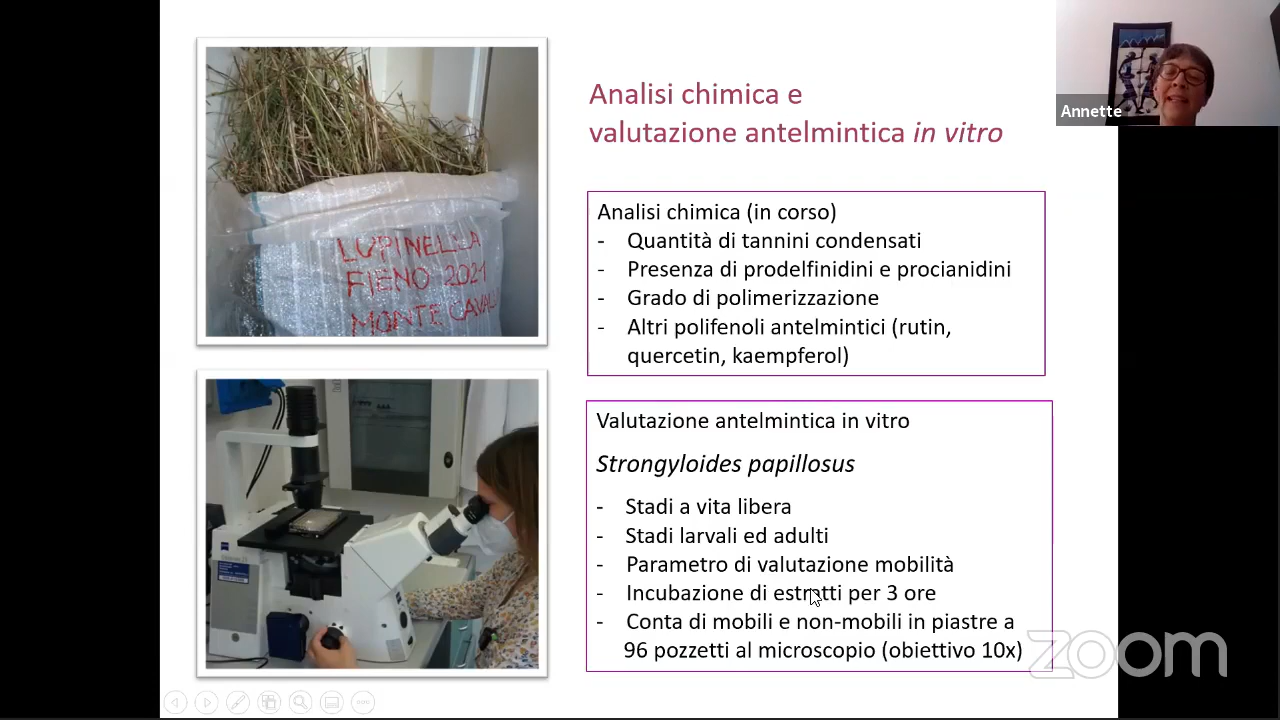 Analisi chimica e
valutazione antelmintica in vitro
Annette
LUPINELLA
FIENO 2021
MONTE CAVAL
Analisi chimica (in corso)
- Quantità di tannini condensati
- Presenza di prodelfinidini e procianidini
- Grado di polimerizzazione
- Altri polifenoli antelmintici (rutin,
quercetin, kaempferol)
Valutazione antelmintica in vitro
Strongyloides papillosus
- Stadi a vita libera
- Stadi larvali ed adulti
- Parametro di valutazione mobilità
- Incubazione di estratti per 3 ore
- Conta di mobili e non-mobili in piastre a
96 pozzetti al microscopio (obiettivo 10x)
zoom